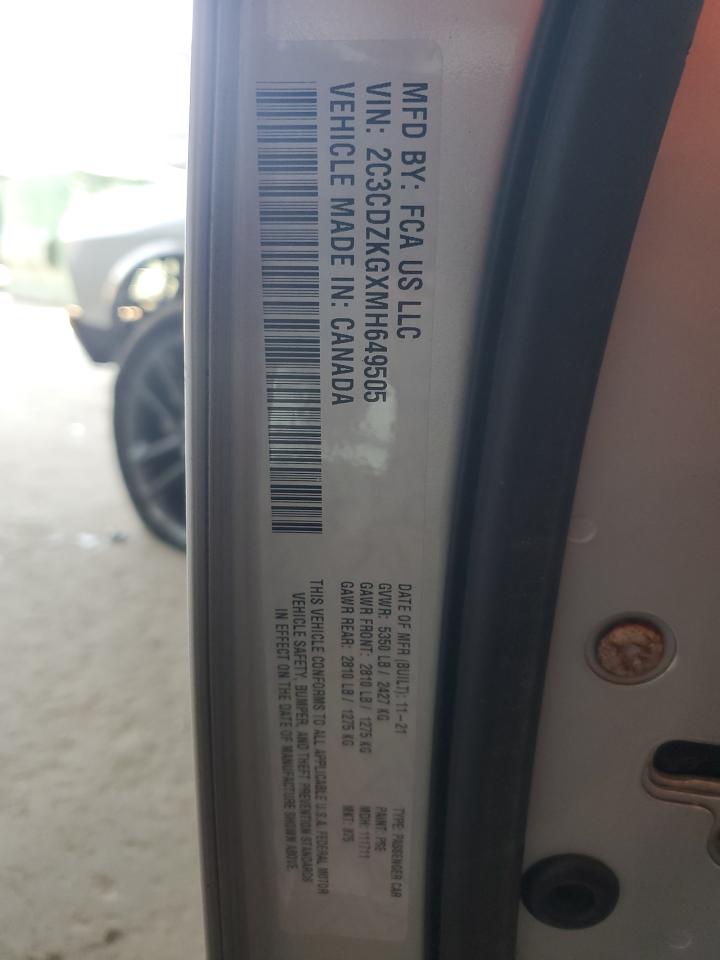 MFD BY: FCA US LLC
VIN: 2C3CDZKGXMH649505
VEHICLE MADE IN: CANADA
DATE OF MFR (BUILT): 11-21
GVWR: 5350 LB / 2427 KG
GAWR FRONT: 2810 LB / 1275 KG
GAWR REAR: 2810 LB / 1275 KG
TYPE: PASSENGER CAR
PAINT:
MDH: 111711
MKT:
THIS VEHICLE CONFORMS TO ALL APPLICABLE U.S.A. FEDERAL MOTOR
VEHICLE SAFETY, BUMPER, AND THEFT PREVENTION STANDARDS
IN EFFECT ON THE DATE OF MANUFACTURE SHOWN ABOVE.